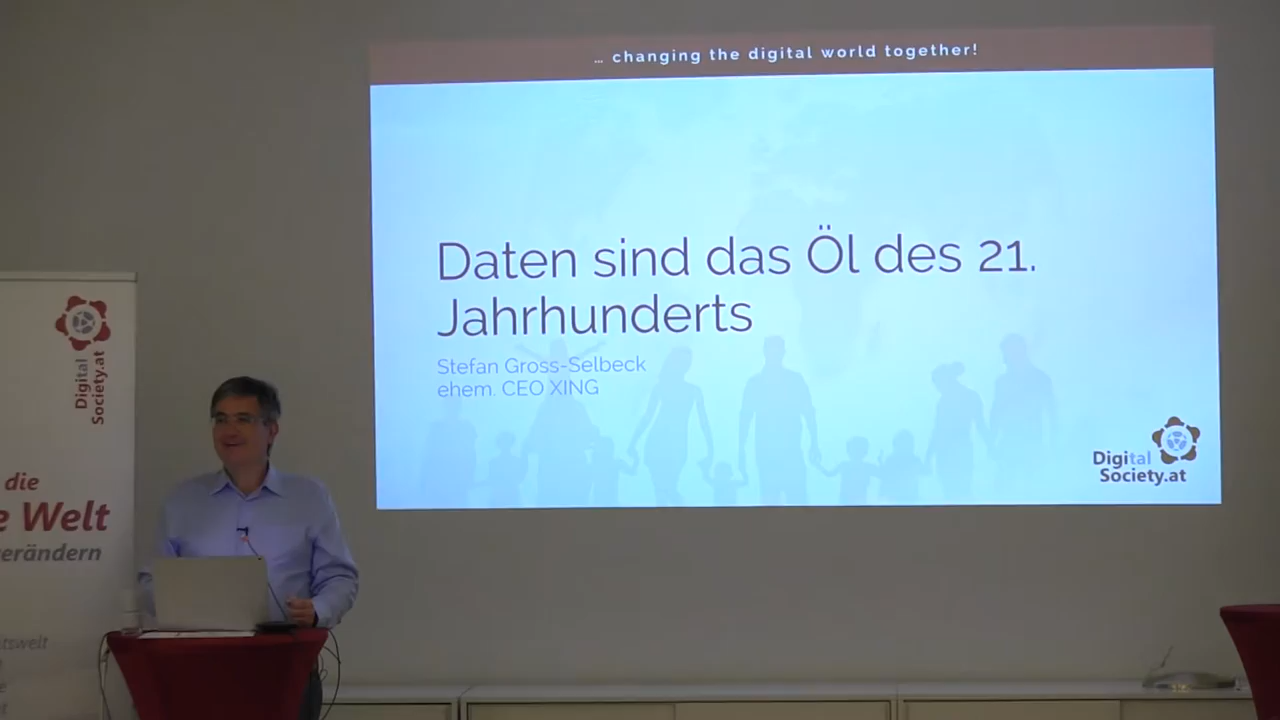 … changing the digital world together!
Daten sind das Öl des 21.
Jahrhunderts
Stefan Gross-Selbeck
ehem. CEO XING
Digital
Society.at
Digital
Society.at
die
e Welt
erändern